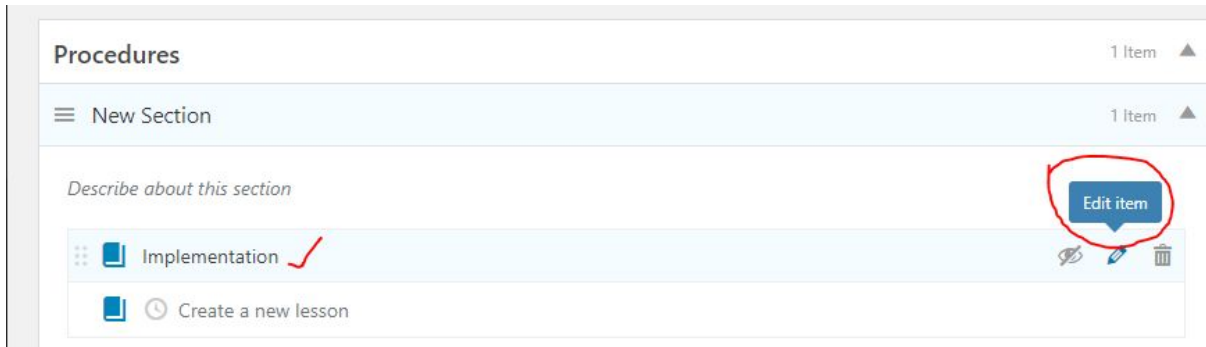 Procedures 1 Item
New Section 1 Item
Describe about this section
Edit item
Implementation
Create a new lesson